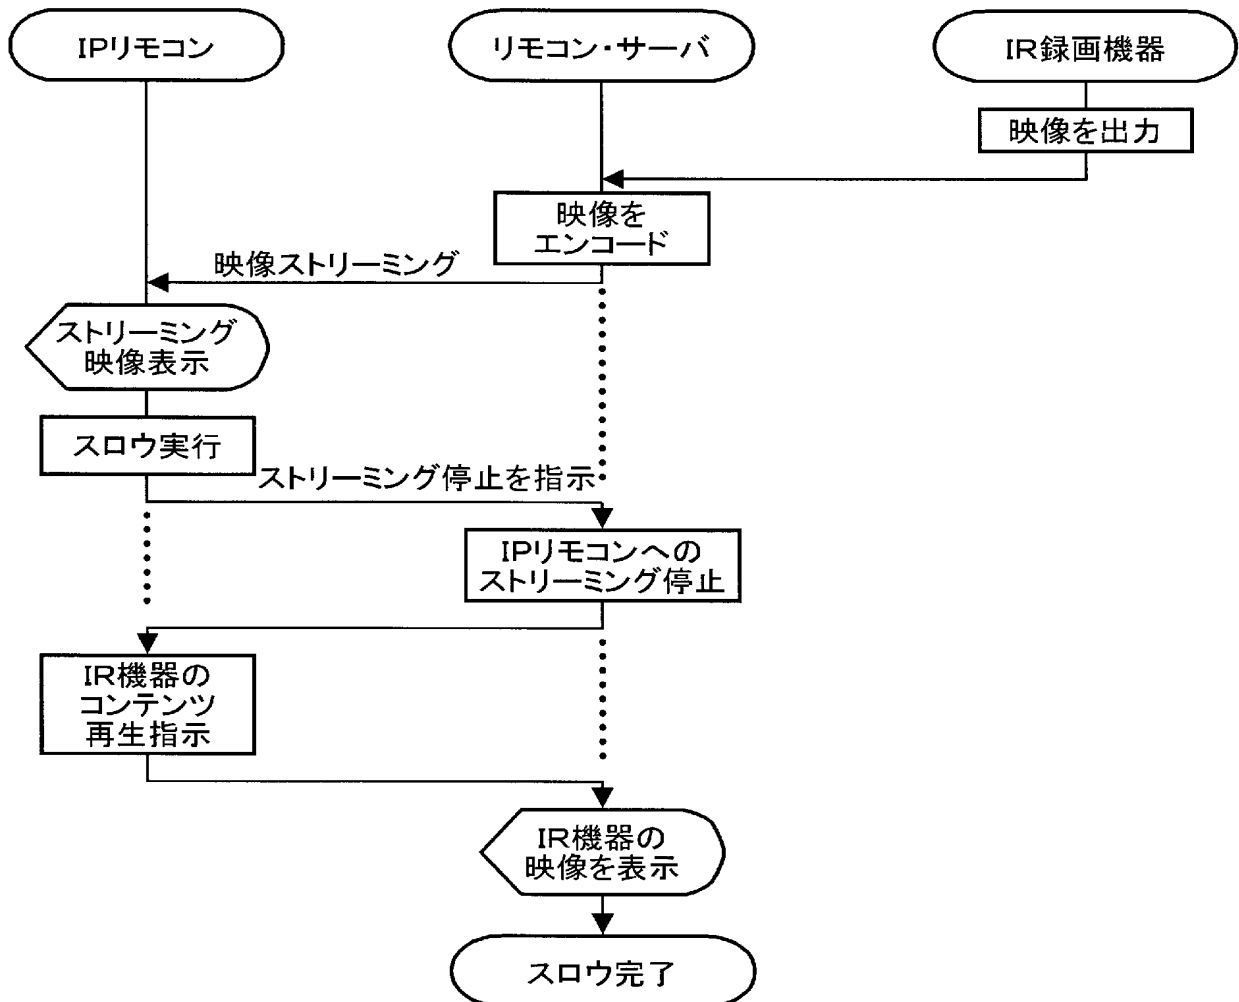 IPリモコン
リモコン・サーバ
IR録画機器
映像を出力
映像を
エンコード
映像ストリーミング
ストリーミング
映像表示
スロウ実行
ストリーミング停止を指示
IPリモコンへの
ストリーミング停止
IR機器の
コンテンツ
再生指示
IR機器の
映像を表示
スロウ完了